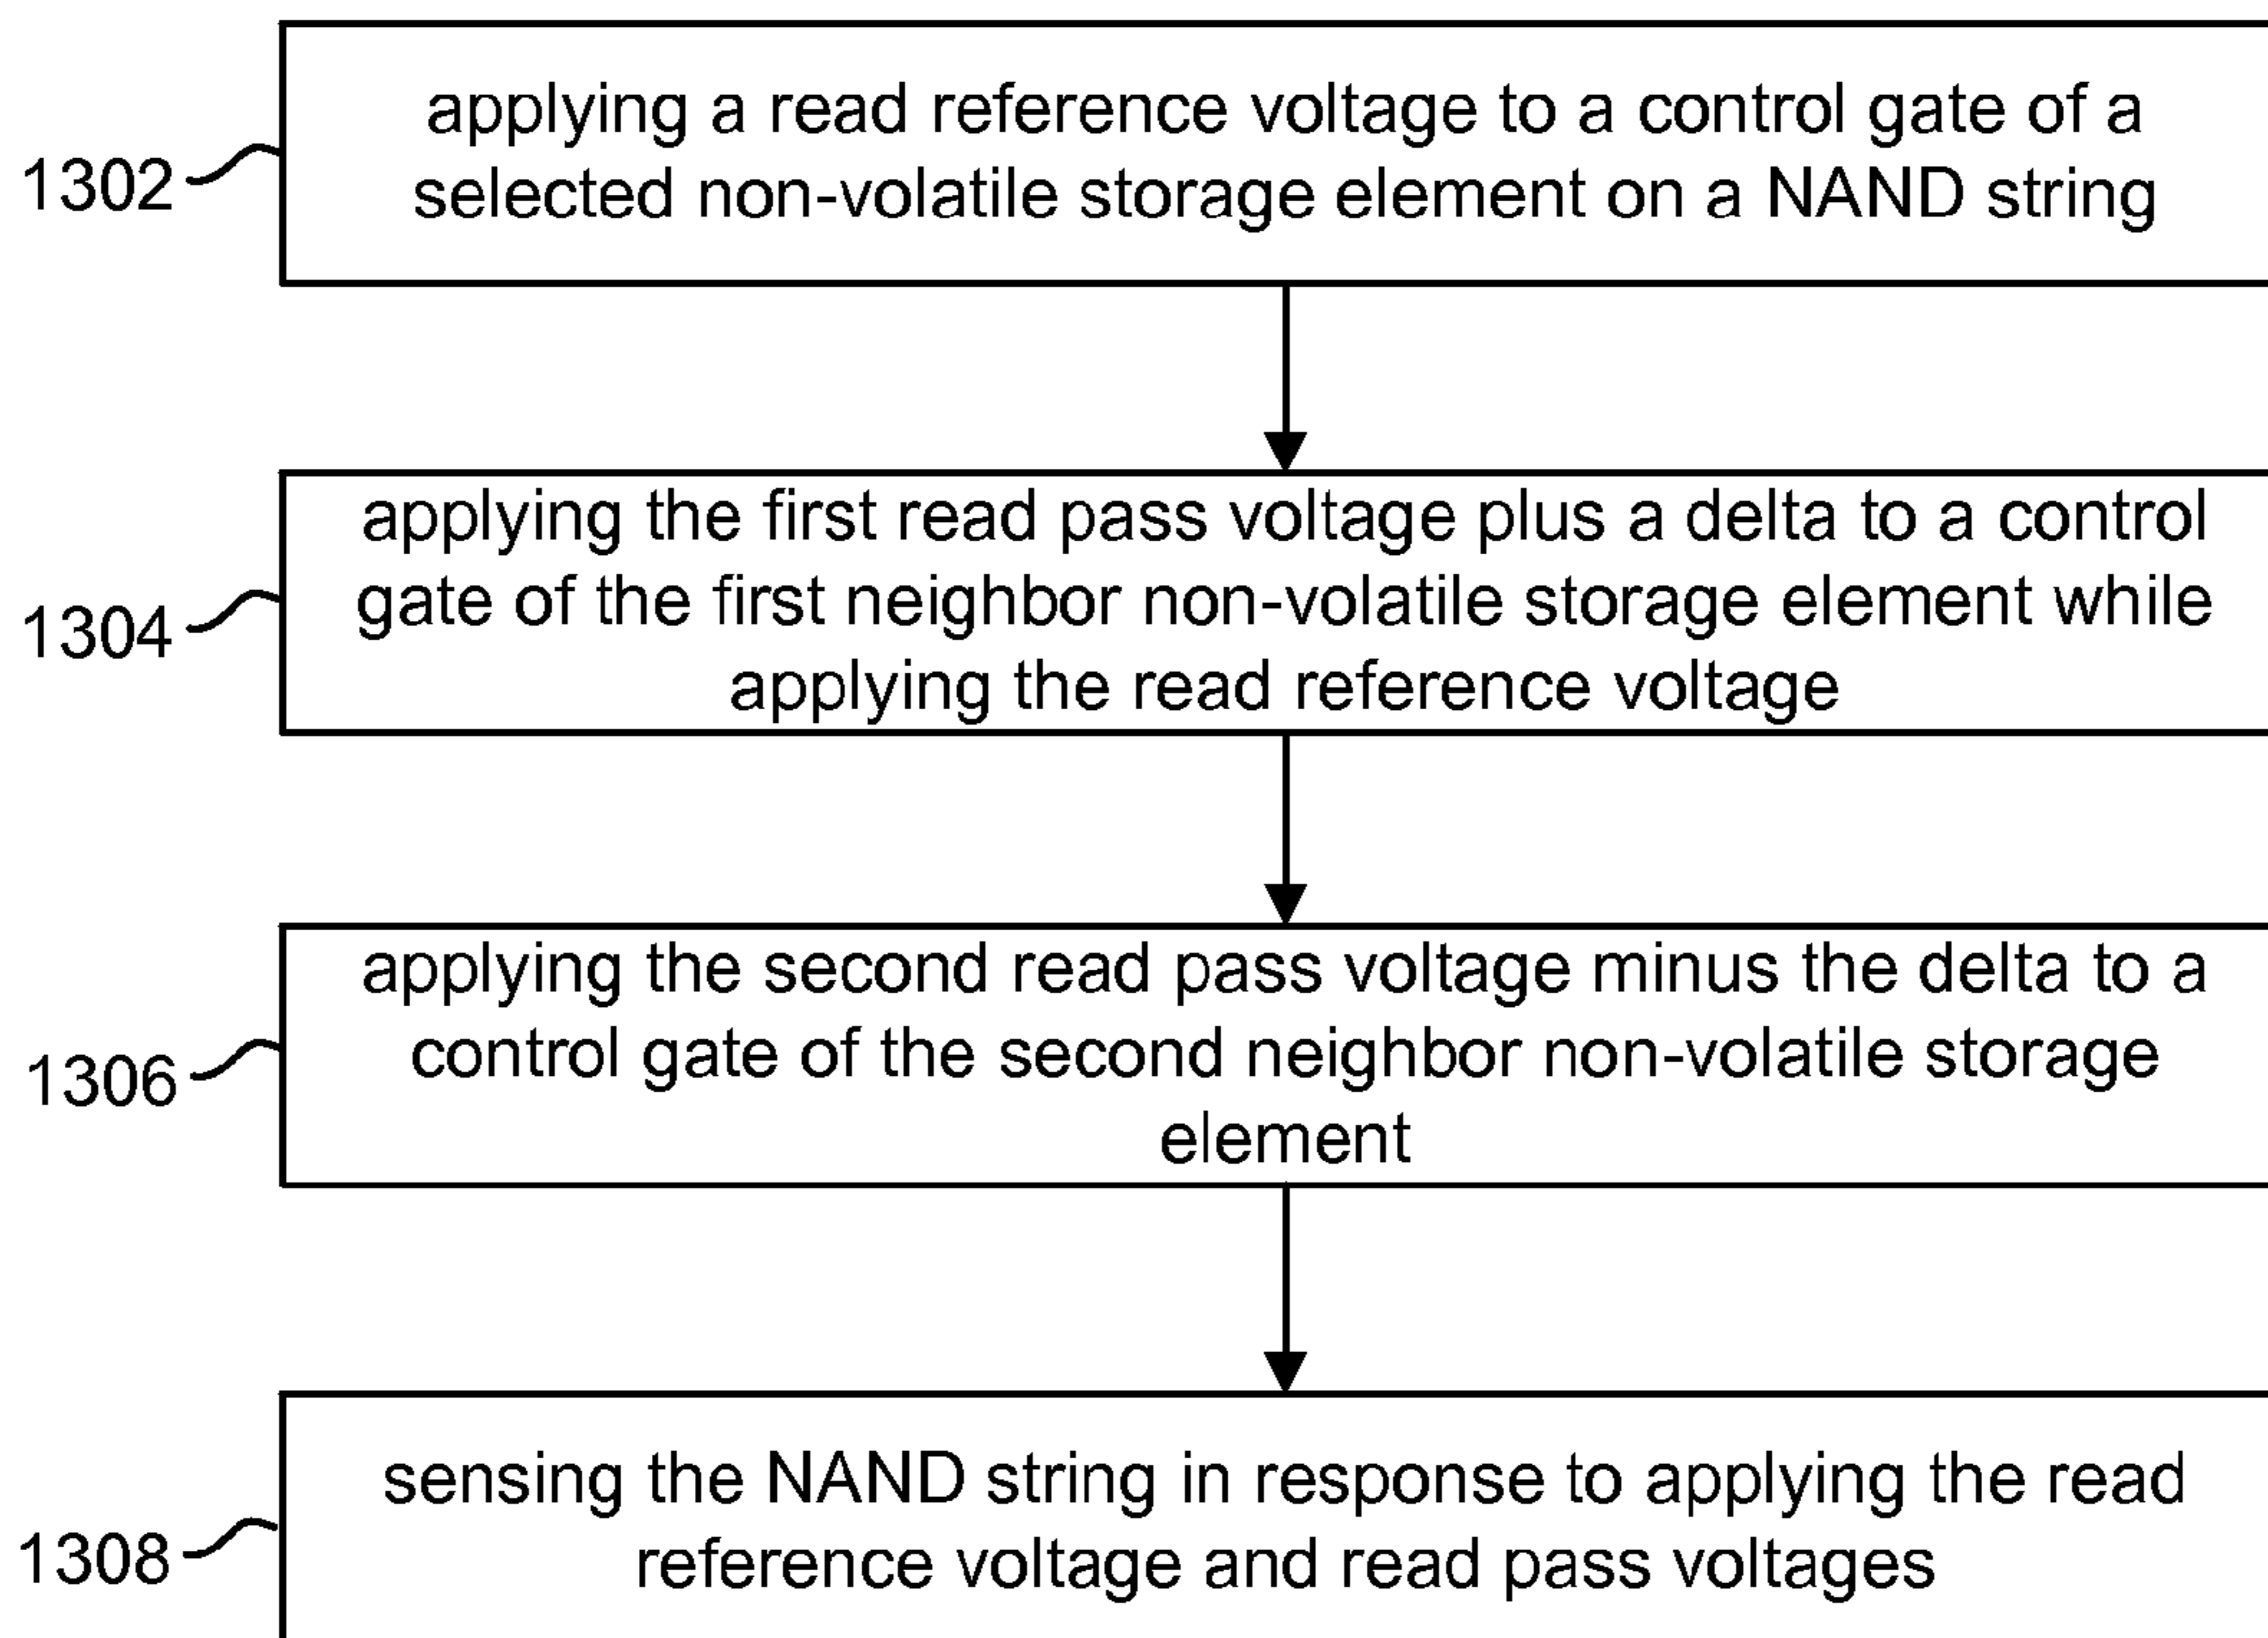 applying a read reference voltage to a control gate of a
selected non-volatile storage element on a NAND string
1302
applying the first read pass voltage plus a delta to a control
gate of the first neighbor non-volatile storage element while
applying the read reference voltage
1304
applying the second read pass voltage minus the delta to a
control gate of the second neighbor non-volatile storage
element
1306
sensing the NAND string in response to applying the read
reference voltage and read pass voltages
1308